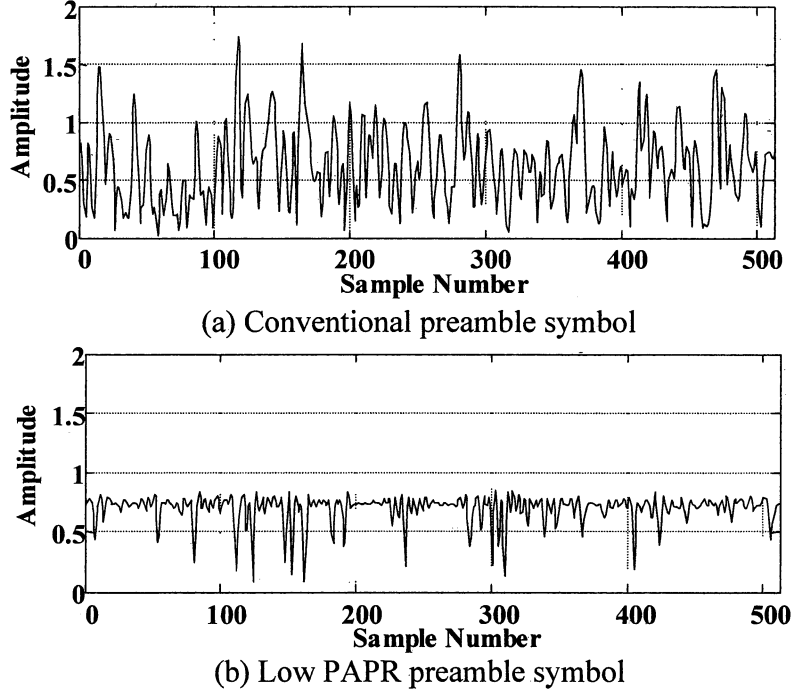 2
1.5
1
0.5
0
Amplitude
0 100 200 300 400 500
Sample Number
(a) Conventional preamble symbol
2
1.5
1
0.5
0
Amplitude
0 100 200 300 400 500
Sample Number
(b) Low PAPR preamble symbol